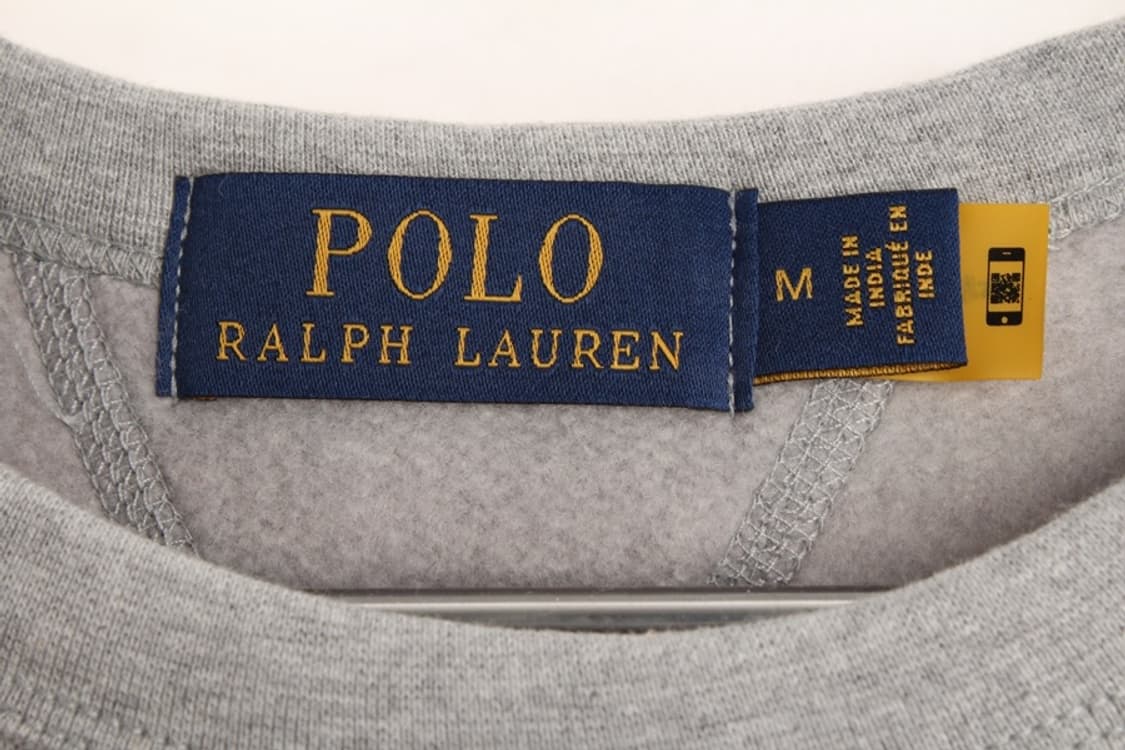 POLO
RALPH LAUREN
M
MADE IN
INDIA
FABRIQUÉ EN
INDE